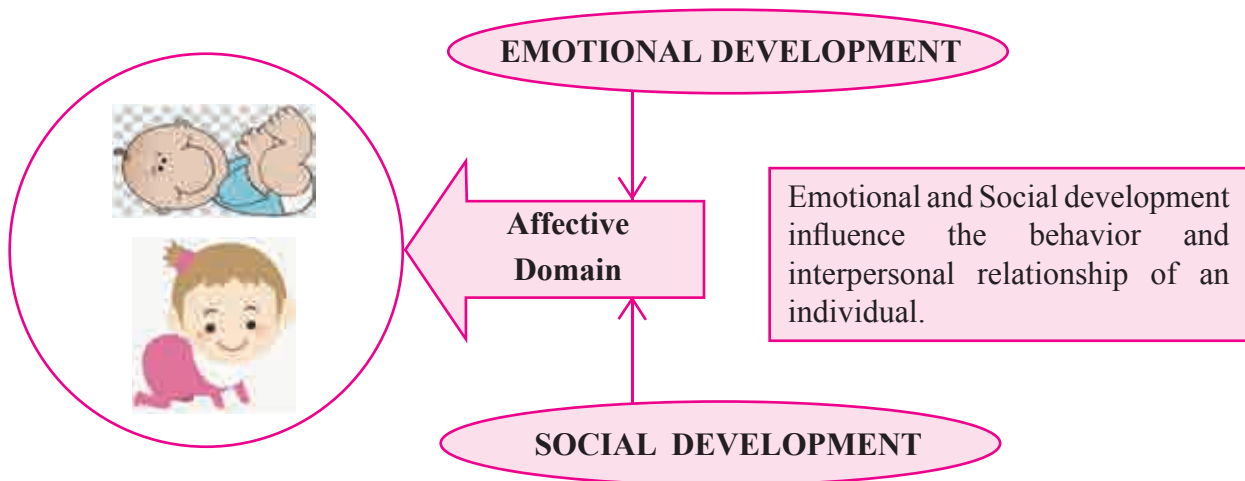 EMOTIONAL DEVELOPMENT
Affective
Domain
Emotional and Social development
influence the behavior and
interpersonal relationship of an
individual.
SOCIAL DEVELOPMENT